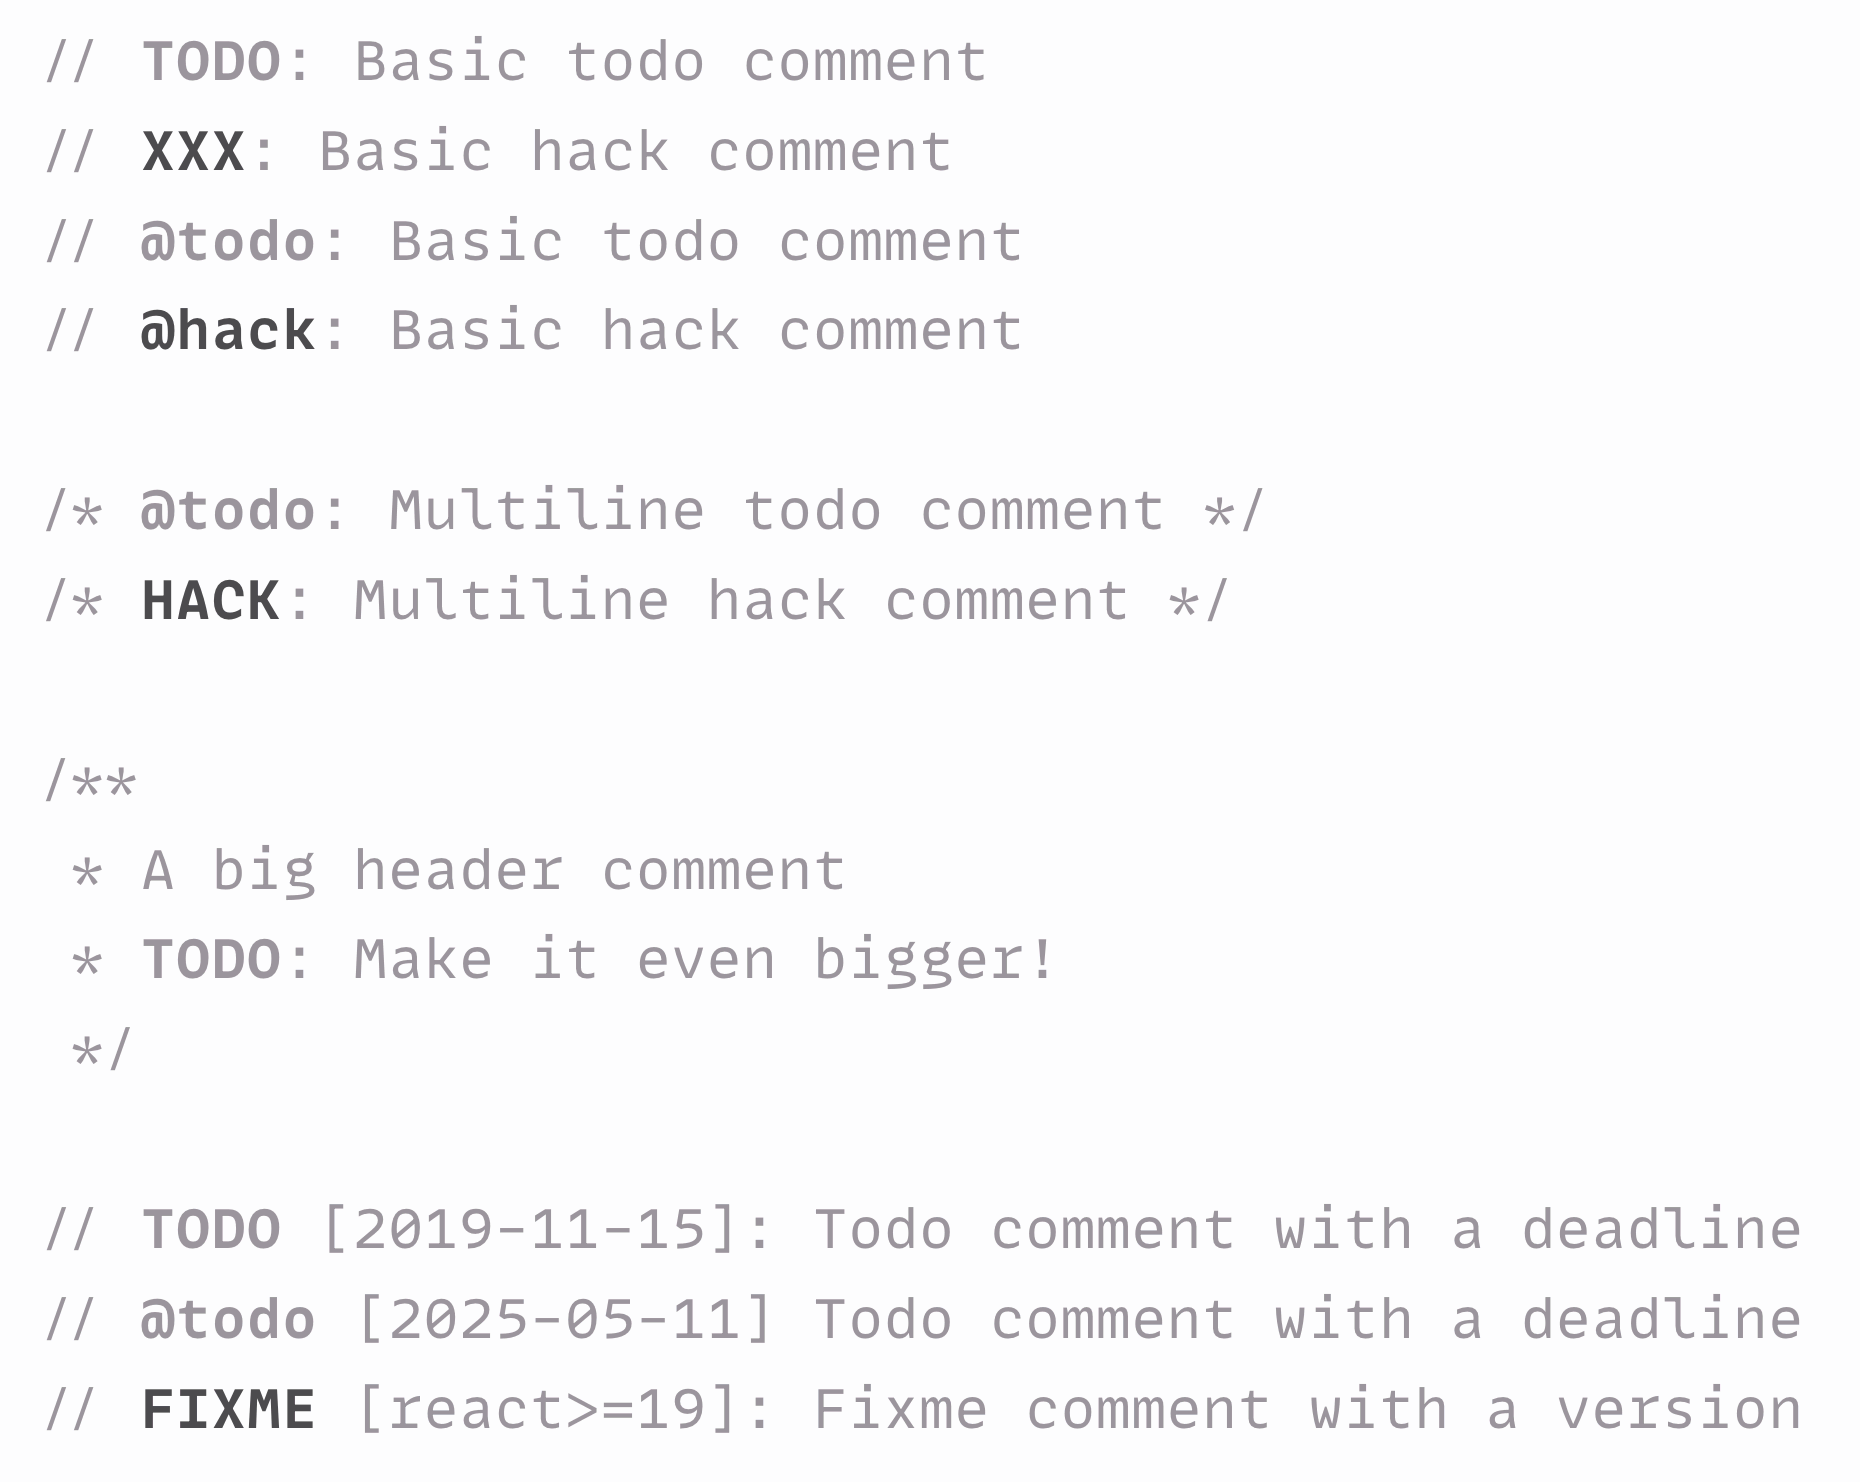 // TODO: Basic todo comment
// XXX: Basic hack comment
// @todo: Basic todo comment
// @hack: Basic hack comment
/* @todo: Multiline todo comment */
/* HACK: Multiline hack comment */
/**
 * A big header comment
 * TODO: Make it even bigger!
 */
// TODO [2019-11-15]: Todo comment with a deadline
// @todo [2025-05-11] Todo comment with a deadline
// FIXME [react>=19]: Fixme comment with a version